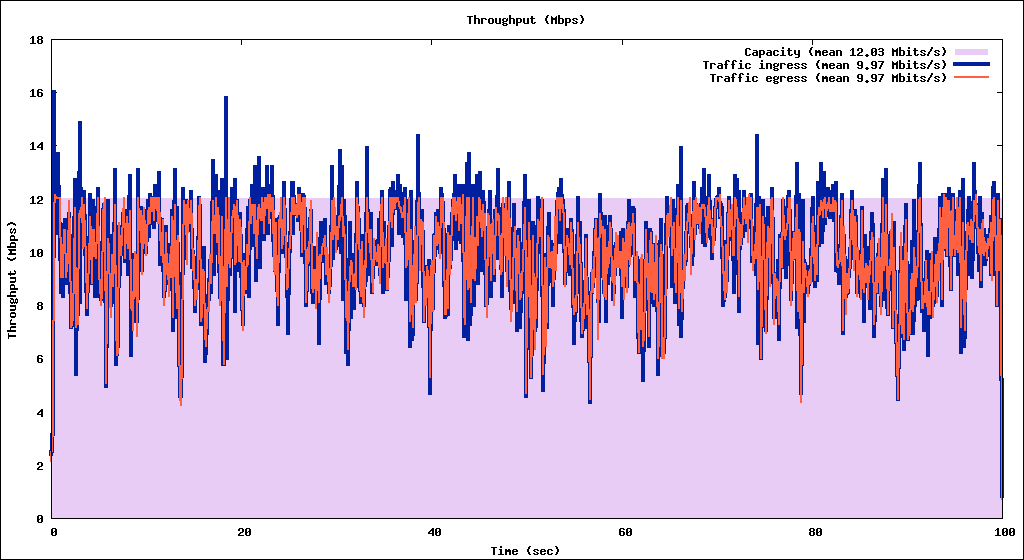 Throughput (Mbps)
Capacity (mean 12.03 Mbits/s)
Traffic ingress (mean 9.97 Mbits/s)
Traffic egress (mean 9.97 Mbits/s)
18
16
14
12
10
8
6
4
2
0
Throughput (Mbps)
0 20 40 60 80 100
Time (sec)